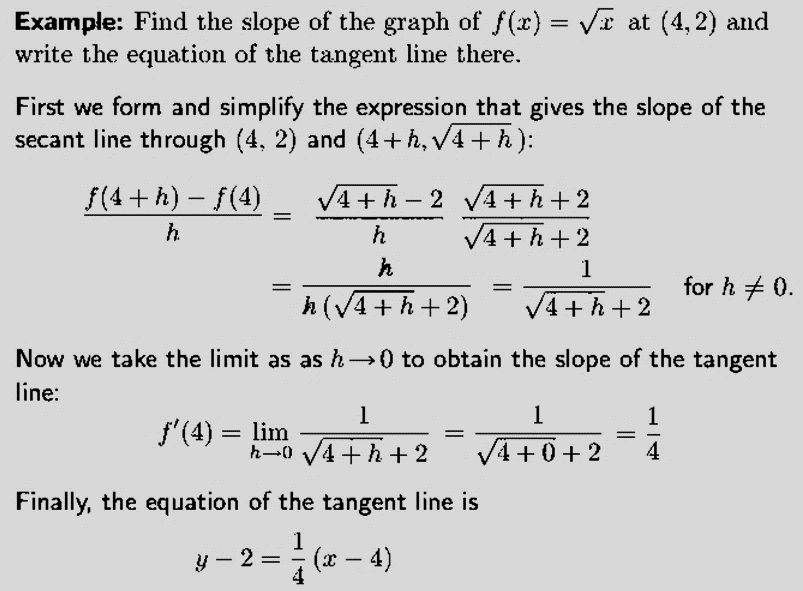 Example: Find the slope of the graph of f(x) = √x at (4, 2) and
write the equation of the tangent line there.
First we form and simplify the expression that gives the slope of the
secant line through (4, 2) and (4 + h, √(4 + h) ):
(f(4 + h) − f(4))/h = (√(4 + h) − 2)/h (√(4 + h) + 2)/(√(4 + h) + 2)
= h/(h (√(4 + h) + 2)) = 1/(√(4 + h) + 2) for h ≠ 0.
Now we take the limit as as h→0 to obtain the slope of the tangent
line:
f′(4) = lim h→0 1/(√(4 + h) + 2) = 1/(√(4 + 0) + 2) = 1/4
Finally, the equation of the tangent line is
y − 2 = 1/4 (x − 4)